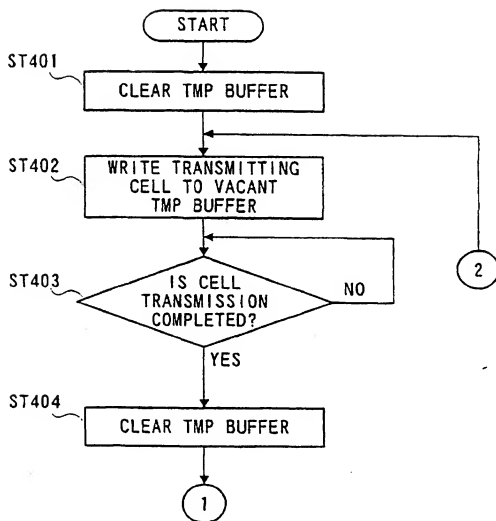 START
ST401
CLEAR TMP BUFFER
ST402
WRITE TRANSMITTING
CELL TO VACANT
TMP BUFFER
2
ST403
IS CELL
TRANSMISSION
COMPLETED?
NO
YES
ST404
CLEAR TMP BUFFER
1